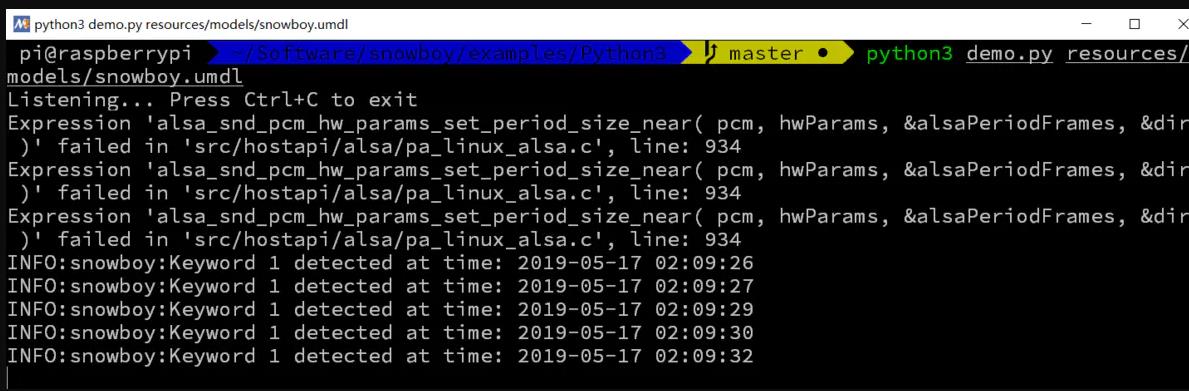 python3 demo.py resources/models/snowboy.umdl
pi@raspberrypi ~/Software/snowboy/examples/Python3 master ● python3 demo.py resources/
models/snowboy.umdl
Listening... Press Ctrl+C to exit
Expression 'alsa_snd_pcm_hw_params_set_period_size_near( pcm, hwParams, &alsaPeriodFrames, &dir
)' failed in 'src/hostapi/alsa/pa_linux_alsa.c', line: 934
Expression 'alsa_snd_pcm_hw_params_set_period_size_near( pcm, hwParams, &alsaPeriodFrames, &dir
)' failed in 'src/hostapi/alsa/pa_linux_alsa.c', line: 934
Expression 'alsa_snd_pcm_hw_params_set_period_size_near( pcm, hwParams, &alsaPeriodFrames, &dir
)' failed in 'src/hostapi/alsa/pa_linux_alsa.c', line: 934
INFO:snowboy:Keyword 1 detected at time: 2019-05-17 02:09:26
INFO:snowboy:Keyword 1 detected at time: 2019-05-17 02:09:27
INFO:snowboy:Keyword 1 detected at time: 2019-05-17 02:09:29
INFO:snowboy:Keyword 1 detected at time: 2019-05-17 02:09:30
INFO:snowboy:Keyword 1 detected at time: 2019-05-17 02:09:32